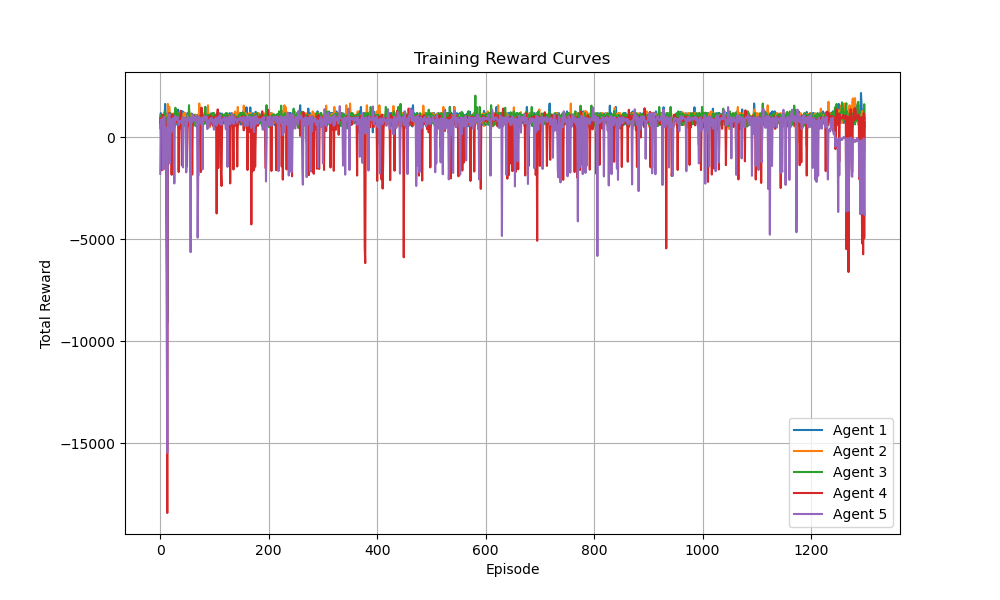 Training Reward Curves
Total Reward
0
−5000
−10000
−15000
0 200 400 600 800 1000 1200
Episode
Agent 1
Agent 2
Agent 3
Agent 4
Agent 5